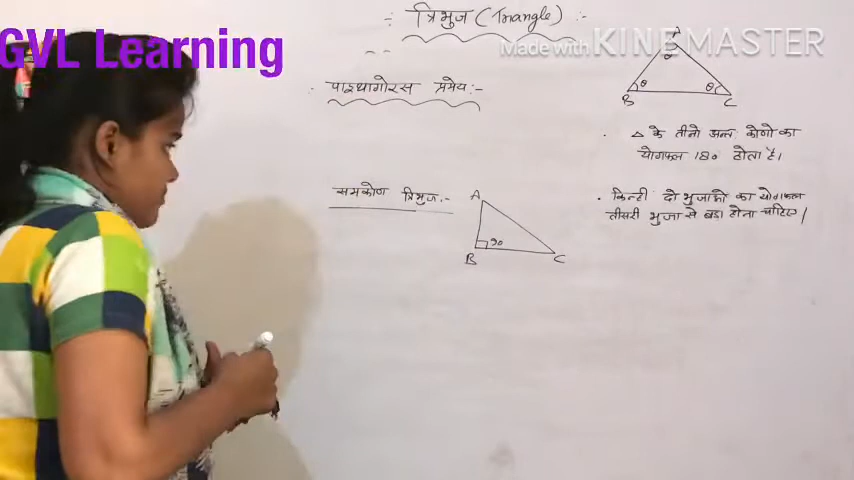 त्रिभुज (Triangle) :-
GVL Learning
Made with KINEMASTER
पाइथागोरस प्रमेय:-
A
θ θ
B C
△ के तीनो अन्तः कोणो का
योगफल 180 होता है।
समकोण त्रिभुज:-
A
90
B C
किन्ही दो भुजाओ का योगफल
तीसरी भुजा से बडा होना चाहिए।